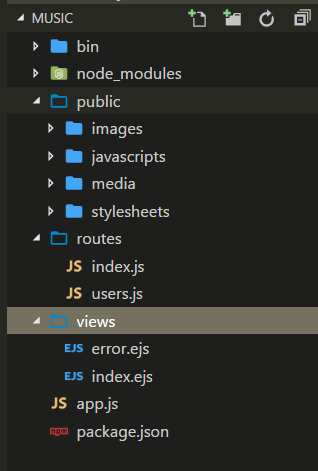 MUSIC
bin
node_modules
public
images
javascripts
media
stylesheets
routes
JS index.js
JS users.js
views
EJS error.ejs
EJS index.ejs
JS app.js
npm package.json